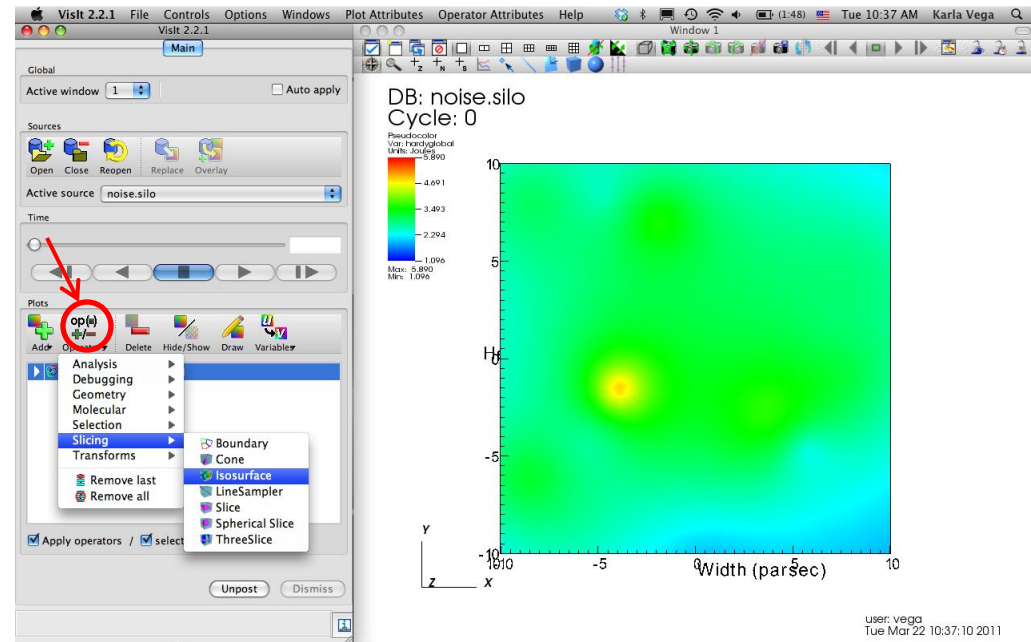 VisIt 2.2.1 File Controls Options Windows Plot Attributes Operator Attributes Help (1:48) Tue 10:37 AM Karla Vega
VisIt 2.2.1
Main
Global
Active window 1 Auto apply
Sources
Open Close Reopen Replace Overlay
Active source noise.silo
Time
Plots
op(=)
+/-
Add Delete Hide/Show Draw Variables
Analysis
Debugging
Geometry
Molecular
Selection
Slicing
Transforms
Remove last
Remove all
Boundary
Cone
Isosurface
LineSampler
Slice
Spherical Slice
ThreeSlice
Apply operators /
Unpost Dismiss
Window 1
DB: noise.silo
Cycle: 0
Pseudocolor
Var: hardyglobal
Units: Joules
5.890
4.691
3.493
2.294
1.096
Max: 5.890
Min: 1.096
10
5
0
-5
-10
-5 0 5 10
Width (parsec)
Y
Z X
user: vega
Tue Mar 22 10:37:10 2011